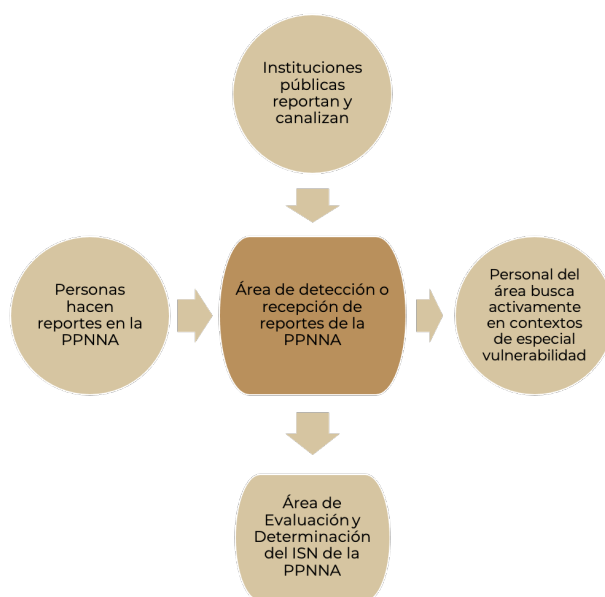 Instituciones
públicas
reportan y
canalizan
Personas
hacen
reportes en la
PPNNA
Área de detección o
recepción de
reportes de la
PPNNA
Personal del
área busca
activamente
en contextos
de especial
vulnerabilidad
Área de
Evaluación y
Determinación
del ISN de la
PPNNA